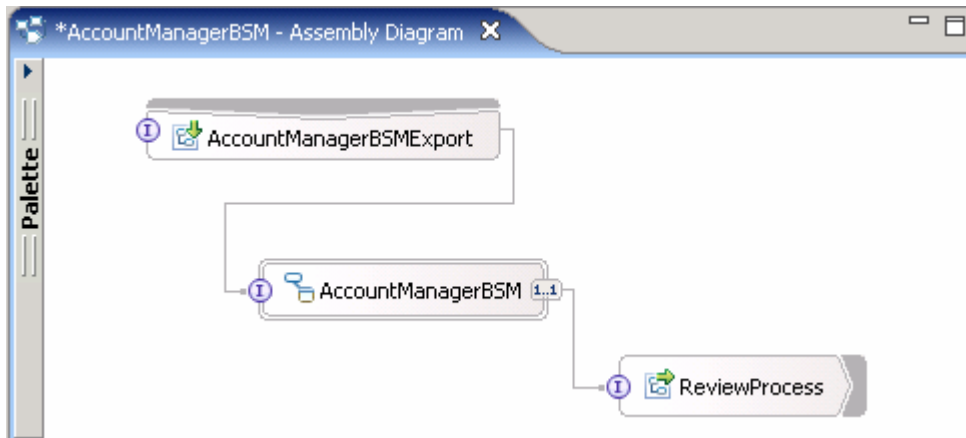 *AccountManagerBSM - Assembly Diagram
Palette
I AccountManagerBSMExport
I AccountManagerBSM 1..1
I ReviewProcess